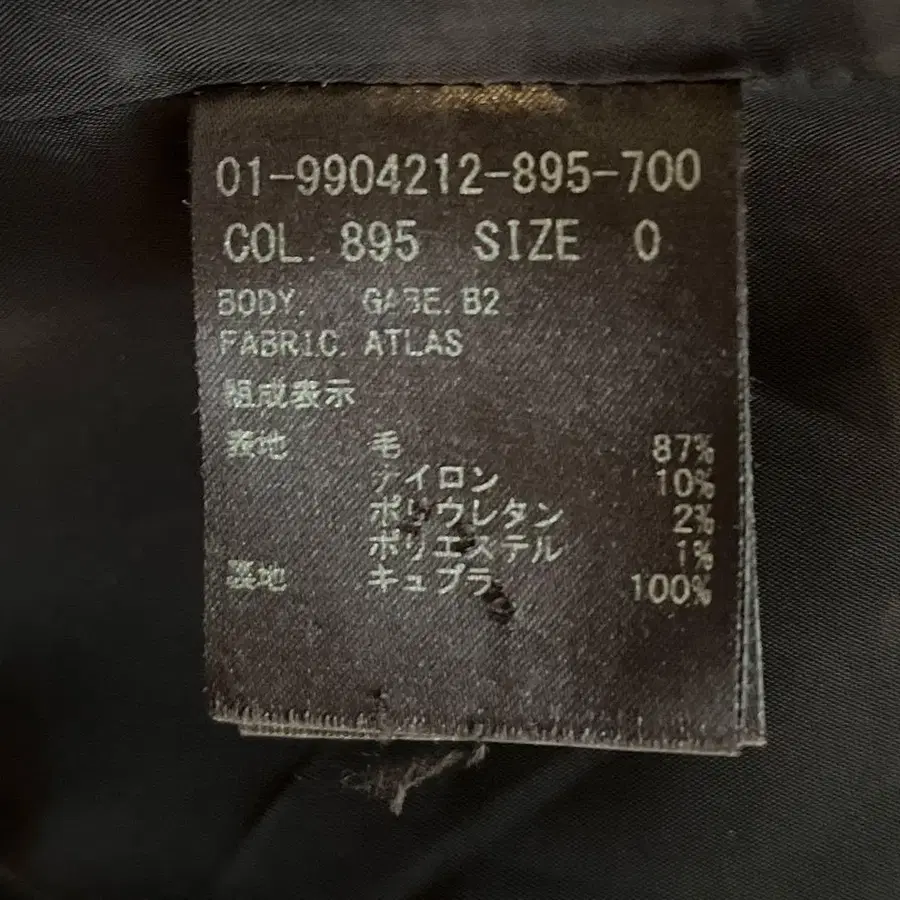 01-9904212-895-700
COL. 895 SIZE 0
BODY. GABE.B2
FABRIC. ATLAS
組成表示
表地 毛 87%
ナイロン 10%
ポリウレタン 2%
ポリエステル 1%
裏地 キュプラ 100%